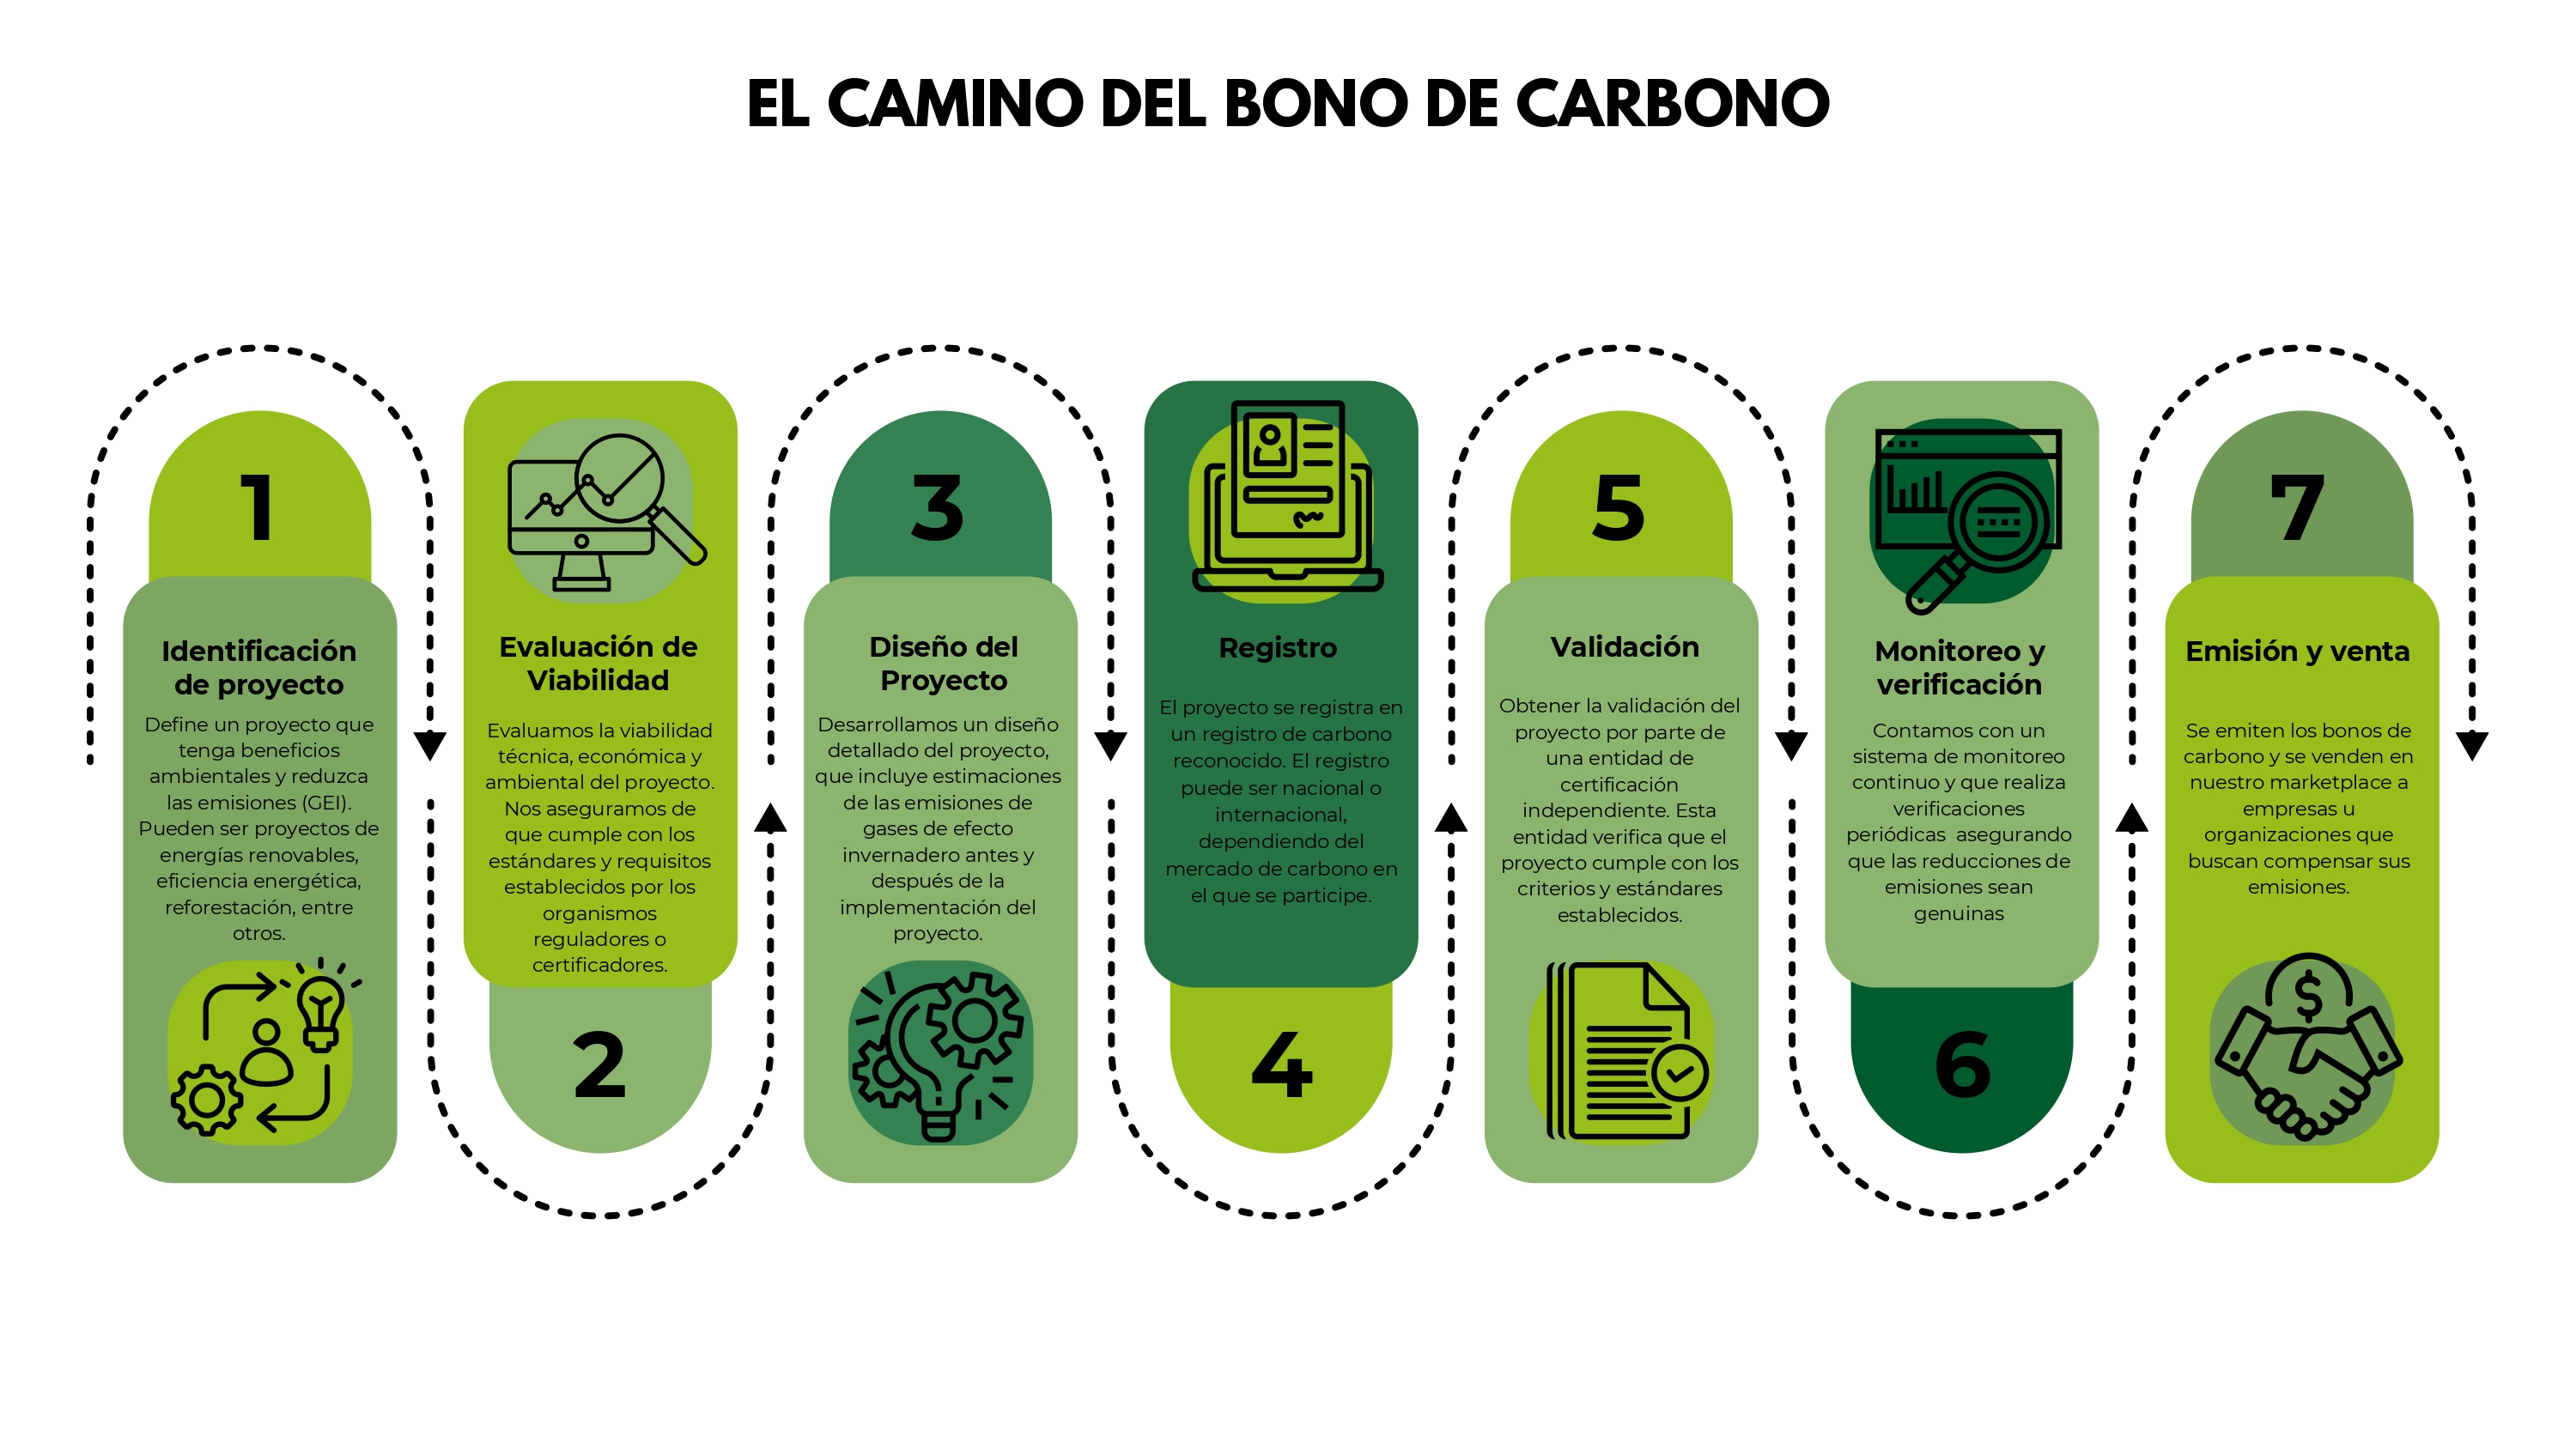 EL CAMINO DEL BONO DE CARBONO
1
Identificación
de proyecto
Define un proyecto que
tenga beneficios
ambientales y reduzca
las emisiones (GEI).
Pueden ser proyectos de
energías renovables,
eficiencia energética,
reforestación, entre
otros.
Evaluación de
Viabilidad
Evaluamos la viabilidad
técnica, económica y
ambiental del proyecto.
Nos aseguramos de
que cumple con los
estándares y requisitos
establecidos por los
organismos
reguladores o
certificadores.
2
3
Diseño del
Proyecto
Desarrollamos un diseño
detallado del proyecto,
que incluye estimaciones
de las emisiones de
gases de efecto
invernadero antes y
después de la
implementación del
proyecto.
Registro
El proyecto se registra en
un registro de carbono
reconocido. El registro
puede ser nacional o
internacional,
dependiendo del
mercado de carbono en
el que se participe.
4
5
Validación
Obtener la validación del
proyecto por parte de
una entidad de
certificación
independiente. Esta
entidad verifica que el
proyecto cumple con los
criterios y estándares
establecidos.
Monitoreo y
verificación
Contamos con un
sistema de monitoreo
continuo y que realiza
verificaciones
periódicas  asegurando
que las reducciones de
emisiones sean
genuinas
6
7
Emisión y venta
Se emiten los bonos de
carbono y se venden en
nuestro marketplace a
empresas u
organizaciones que
buscan compensar sus
emisiones.
$